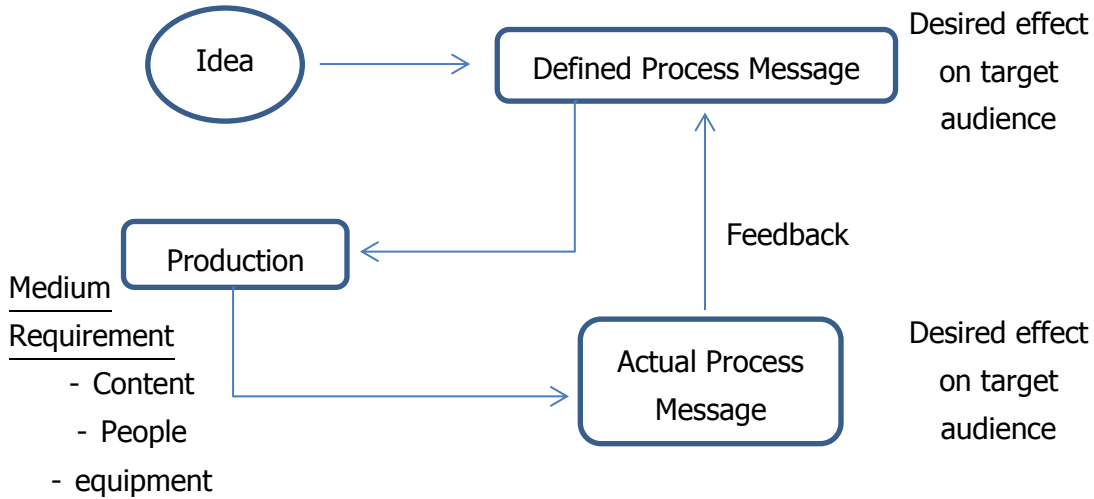 Idea
Defined Process Message
Desired effect
on target
audience
Production
Feedback
Medium
Requirement
- Content
- People
- equipment
Actual Process
Message
Desired effect
on target
audience